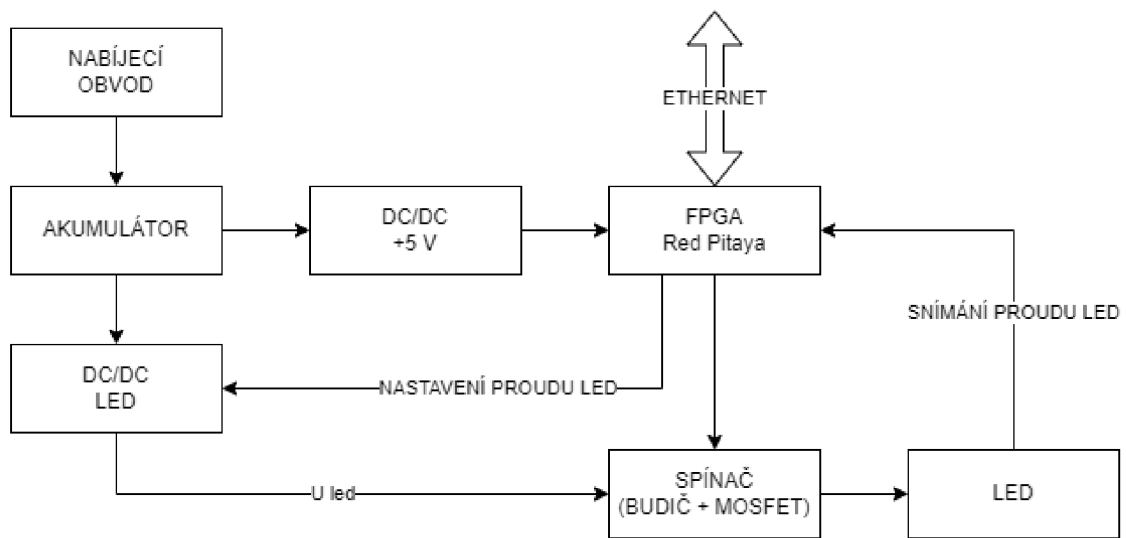 NABÍJECÍ
OBVOD
ETHERNET
AKUMULÁTOR
DC/DC
+5 V
FPGA
Red Pitaya
SNÍMÁNÍ PROUDU LED
DC/DC
LED
NASTAVENÍ PROUDU LED
U led
SPÍNAČ
(BUDIČ + MOSFET)
LED